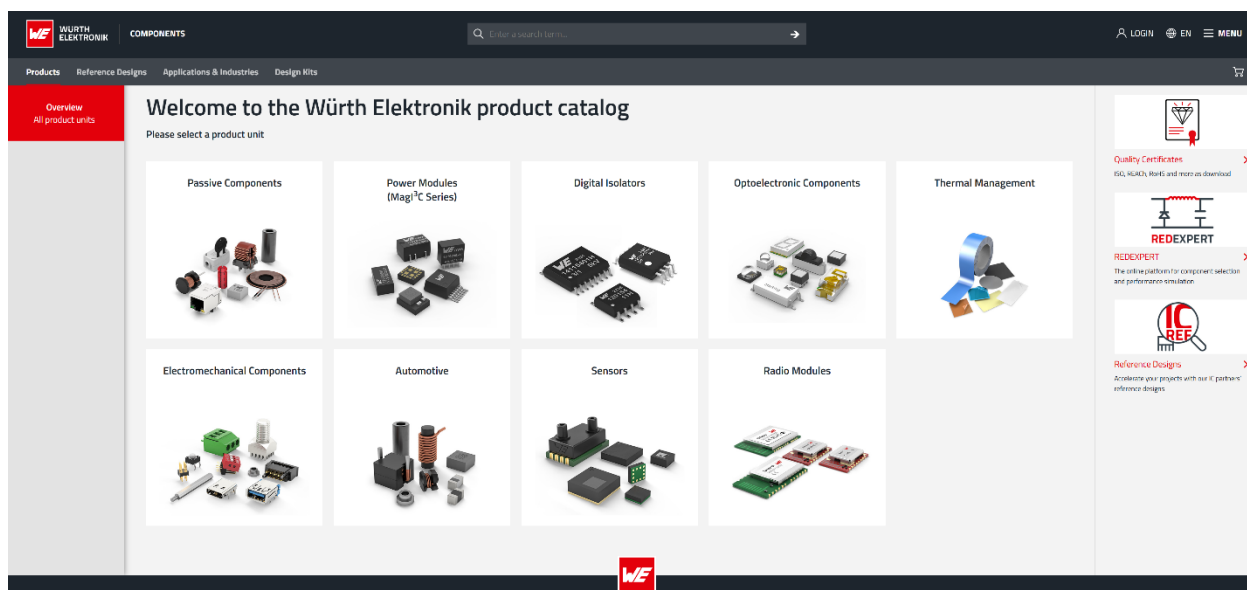 WE WURTH ELEKTRONIK COMPONENTS
Enter a search term...
LOGIN EN MENU
Products Reference Designs Applications & Industries Design Kits
Overview
All product units
Welcome to the Würth Elektronik product catalog
Please select a product unit
Passive Components
Power Modules
(MagI³C Series)
Digital Isolators
Optoelectronic Components
Thermal Management
Electromechanical Components
Automotive
Sensors
Radio Modules
Quality Certificates
ISO, REACh, RoHS and more as download
REDEXPERT
REDEXPERT
The online platform for component selection
and performance simulation
IC
REF
Reference Designs
Accelerate your projects with our IC partners'
reference designs
WE